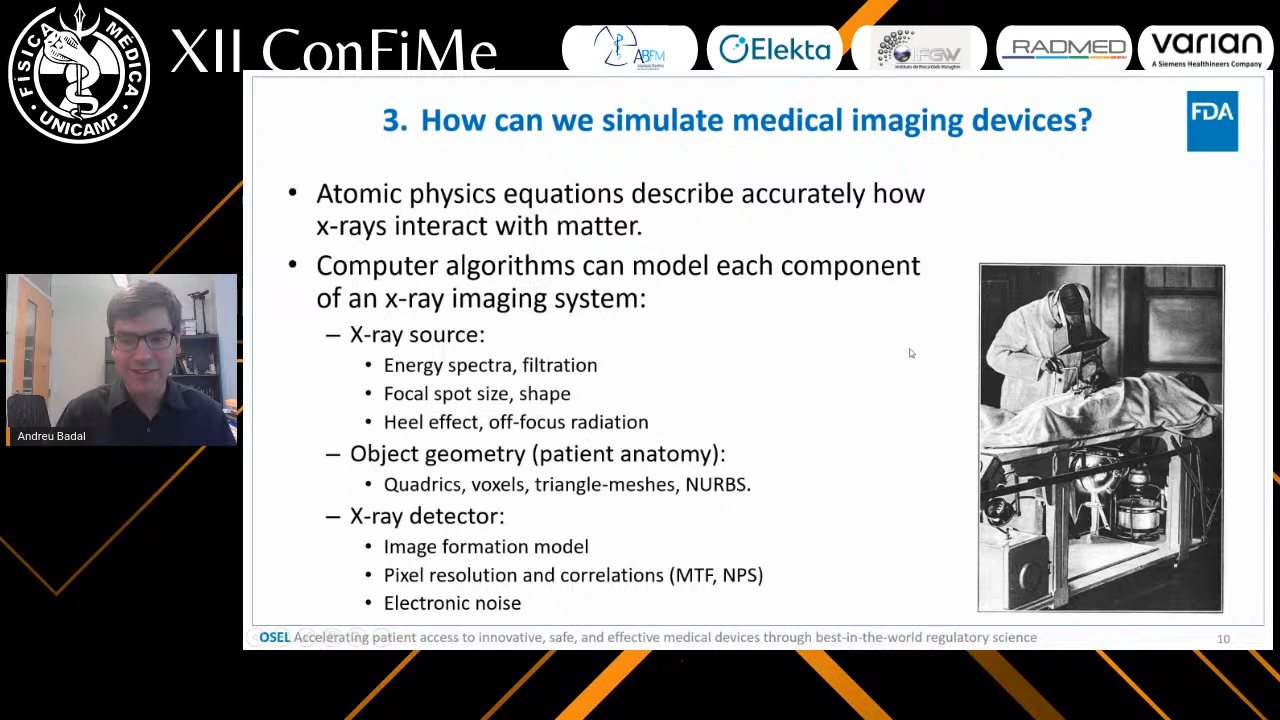 FÍSICA MÉDICA
UNICAMP
XII ConFiMe
ABFM
Elekta
IFGW
RADMED
varian
A Siemens Healthineers Company
3. How can we simulate medical imaging devices?
FDA
• Atomic physics equations describe accurately how
x-rays interact with matter.
• Computer algorithms can model each component
of an x-ray imaging system:
– X-ray source:
• Energy spectra, filtration
• Focal spot size, shape
• Heel effect, off-focus radiation
– Object geometry (patient anatomy):
• Quadrics, voxels, triangle-meshes, NURBS.
– X-ray detector:
• Image formation model
• Pixel resolution and correlations (MTF, NPS)
• Electronic noise
Andreu Badal
OSEL Accelerating patient access to innovative, safe, and effective medical devices through best-in-the-world regulatory science
10